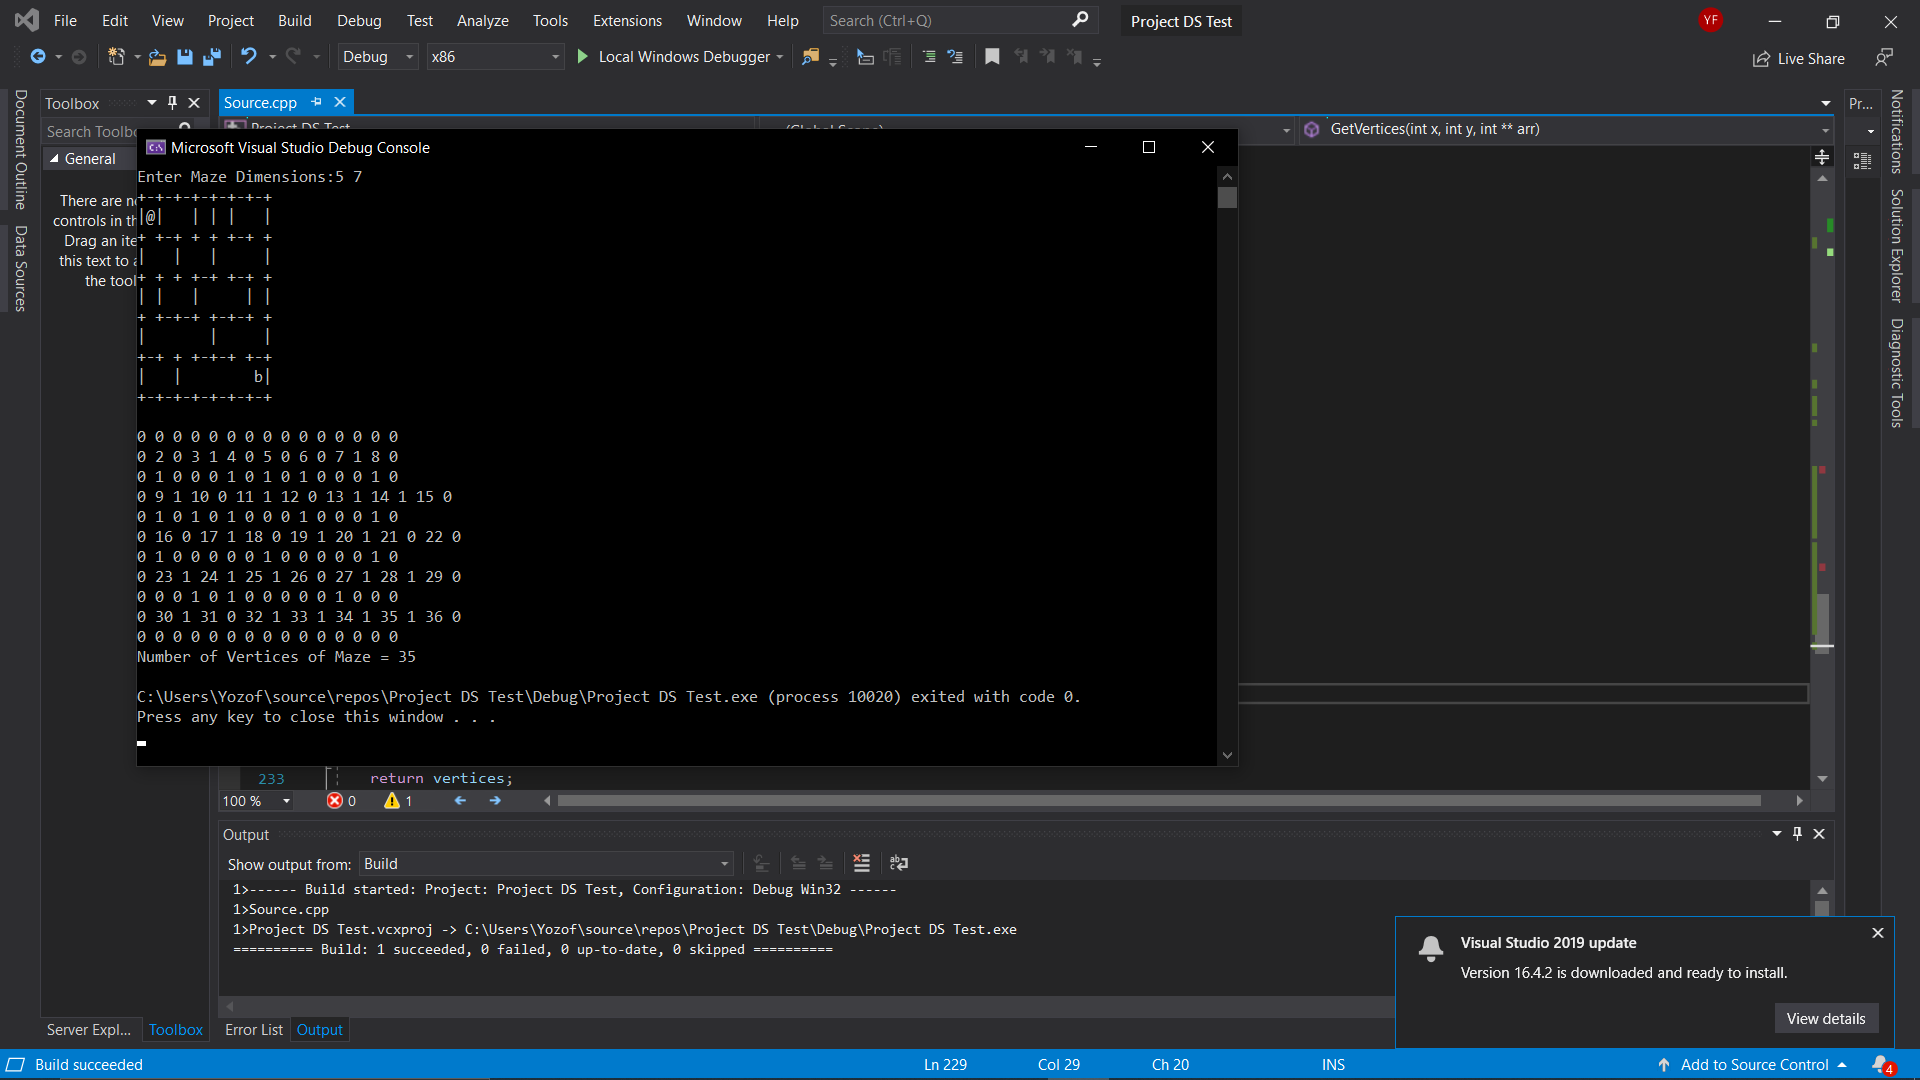 File Edit View Project Build Debug Test Analyze Tools Extensions Window Help Search (Ctrl+Q) Project DS Test YF
Debug x86 Local Windows Debugger Live Share
Document Outline
Data Sources
Toolbox
Search Toolbo
General
There are n
controls in th
Drag an ite
this text to a
the tool
Source.cpp
Project DS Test (Global Scope) GetVertices(int x, int y, int ** arr)
Pr...
Notifications
Solution Explorer
Diagnostic Tools
Microsoft Visual Studio Debug Console
Enter Maze Dimensions:5 7
+-+-+-+-+-+-+-+
|@|   | | |   |
+ +-+ + + +-+ +
|   |   |     |
+ + + +-+ +-+ +
| |   |     | |
+ +-+-+ +-+-+ +
|       |     |
+-+ + +-+-+ +-+
|   |        b|
+-+-+-+-+-+-+-+
0 0 0 0 0 0 0 0 0 0 0 0 0 0 0
0 2 0 3 1 4 0 5 0 6 0 7 1 8 0
0 1 0 0 0 1 0 1 0 1 0 0 0 1 0
0 9 1 10 0 11 1 12 0 13 1 14 1 15 0
0 1 0 1 0 1 0 0 0 1 0 0 0 1 0
0 16 0 17 1 18 0 19 1 20 1 21 0 22 0
0 1 0 0 0 0 0 1 0 0 0 0 0 1 0
0 23 1 24 1 25 1 26 0 27 1 28 1 29 0
0 0 0 1 0 1 0 0 0 0 0 1 0 0 0
0 30 1 31 0 32 1 33 1 34 1 35 1 36 0
0 0 0 0 0 0 0 0 0 0 0 0 0 0 0
Number of Vertices of Maze = 35
C:\Users\Yozof\source\repos\Project DS Test\Debug\Project DS Test.exe (process 10020) exited with code 0.
Press any key to close this window . . .
233 return vertices;
100 % 0 1
Output
Show output from: Build
1>------ Build started: Project: Project DS Test, Configuration: Debug Win32 ------
1>Source.cpp
1>Project DS Test.vcxproj -> C:\Users\Yozof\source\repos\Project DS Test\Debug\Project DS Test.exe
========== Build: 1 succeeded, 0 failed, 0 up-to-date, 0 skipped ==========
Visual Studio 2019 update
Version 16.4.2 is downloaded and ready to install.
View details
Server Expl... Toolbox Error List Output
Build succeeded Ln 229 Col 29 Ch 20 INS Add to Source Control 4